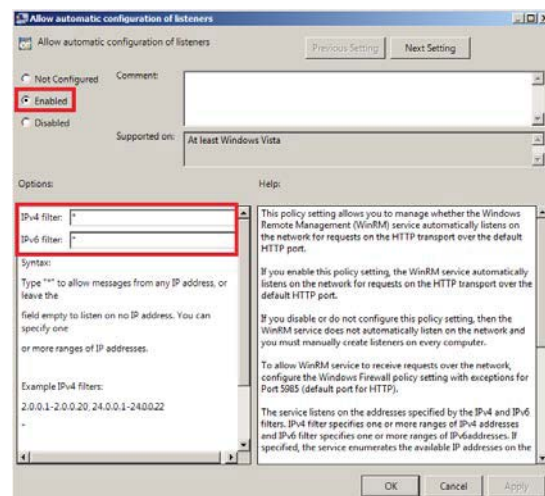 Allow automatic configuration of listeners
Allow automatic configuration of listeners
Previous Setting
Next Setting
Not Configured
Comment:
Enabled
Disabled
Supported on:
At least Windows Vista
Options:
Help:
IPv4 filter: *
IPv6 filter: *
Syntax:
Type "*" to allow messages from any IP address, or
leave the
field empty to listen on no IP address. You can
specify one
or more ranges of IP addresses.
Example IPv4 filters:
2.0.0.1-2.0.0.20, 24.0.0.1-24.0.0.22
*
This policy setting allows you to manage whether the Windows
Remote Management (WinRM) service automatically listens on
the network for requests on the HTTP transport over the default
HTTP port.
If you enable this policy setting, the WinRM service automatically
listens on the network for requests on the HTTP transport over the
default HTTP port.
If you disable or do not configure this policy setting, then the
WinRM service does not automatically listen on the network and
you must manually create listeners on every computer.
To allow WinRM service to receive requests over the network,
configure the Windows Firewall policy setting with exceptions for
Port 5985 (default port for HTTP).
The service listens on the addresses specified by the IPv4 and IPv6
filters. IPv4 filter specifies one or more ranges of IPv4 addresses
and IPv6 filter specifies one or more ranges of IPv6addresses. If
specified, the service enumerates the available IP addresses on the
OK
Cancel
Apply